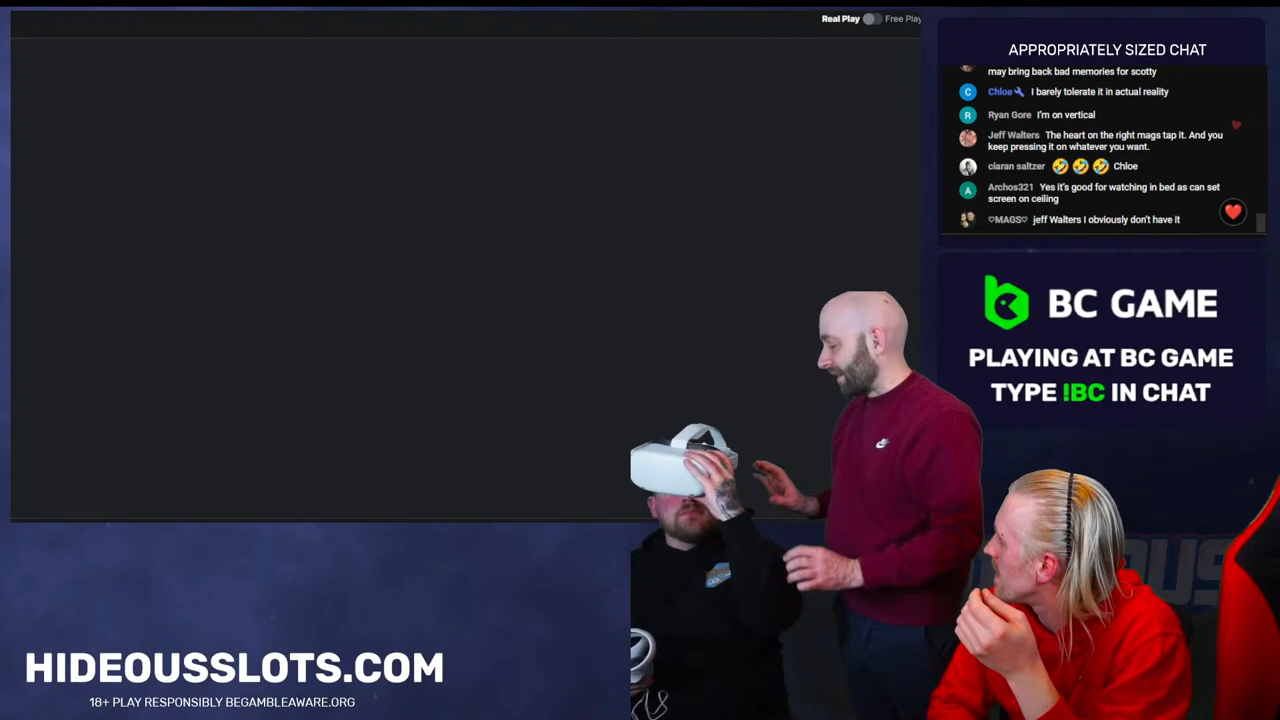 Real Play Free Play
APPROPRIATELY SIZED CHAT
may bring back bad memories for scotty
C Chloe I barely tolerate it in actual reality
R Ryan Gore I'm on vertical
Jeff Walters The heart on the right mags tap it. And you
keep pressing it on whatever you want.
ciaran saltzer 🤣🤣🤣 Chloe
A Archos321 Yes it's good for watching in bed as can set
screen on ceiling
♡MAGS♡ jeff Walters I obviously don't have it
BC GAME
PLAYING AT BC GAME
TYPE !BC IN CHAT
HIDEOUSSLOTS.COM
18+ PLAY RESPONSIBLY BEGAMBLEAWARE.ORG